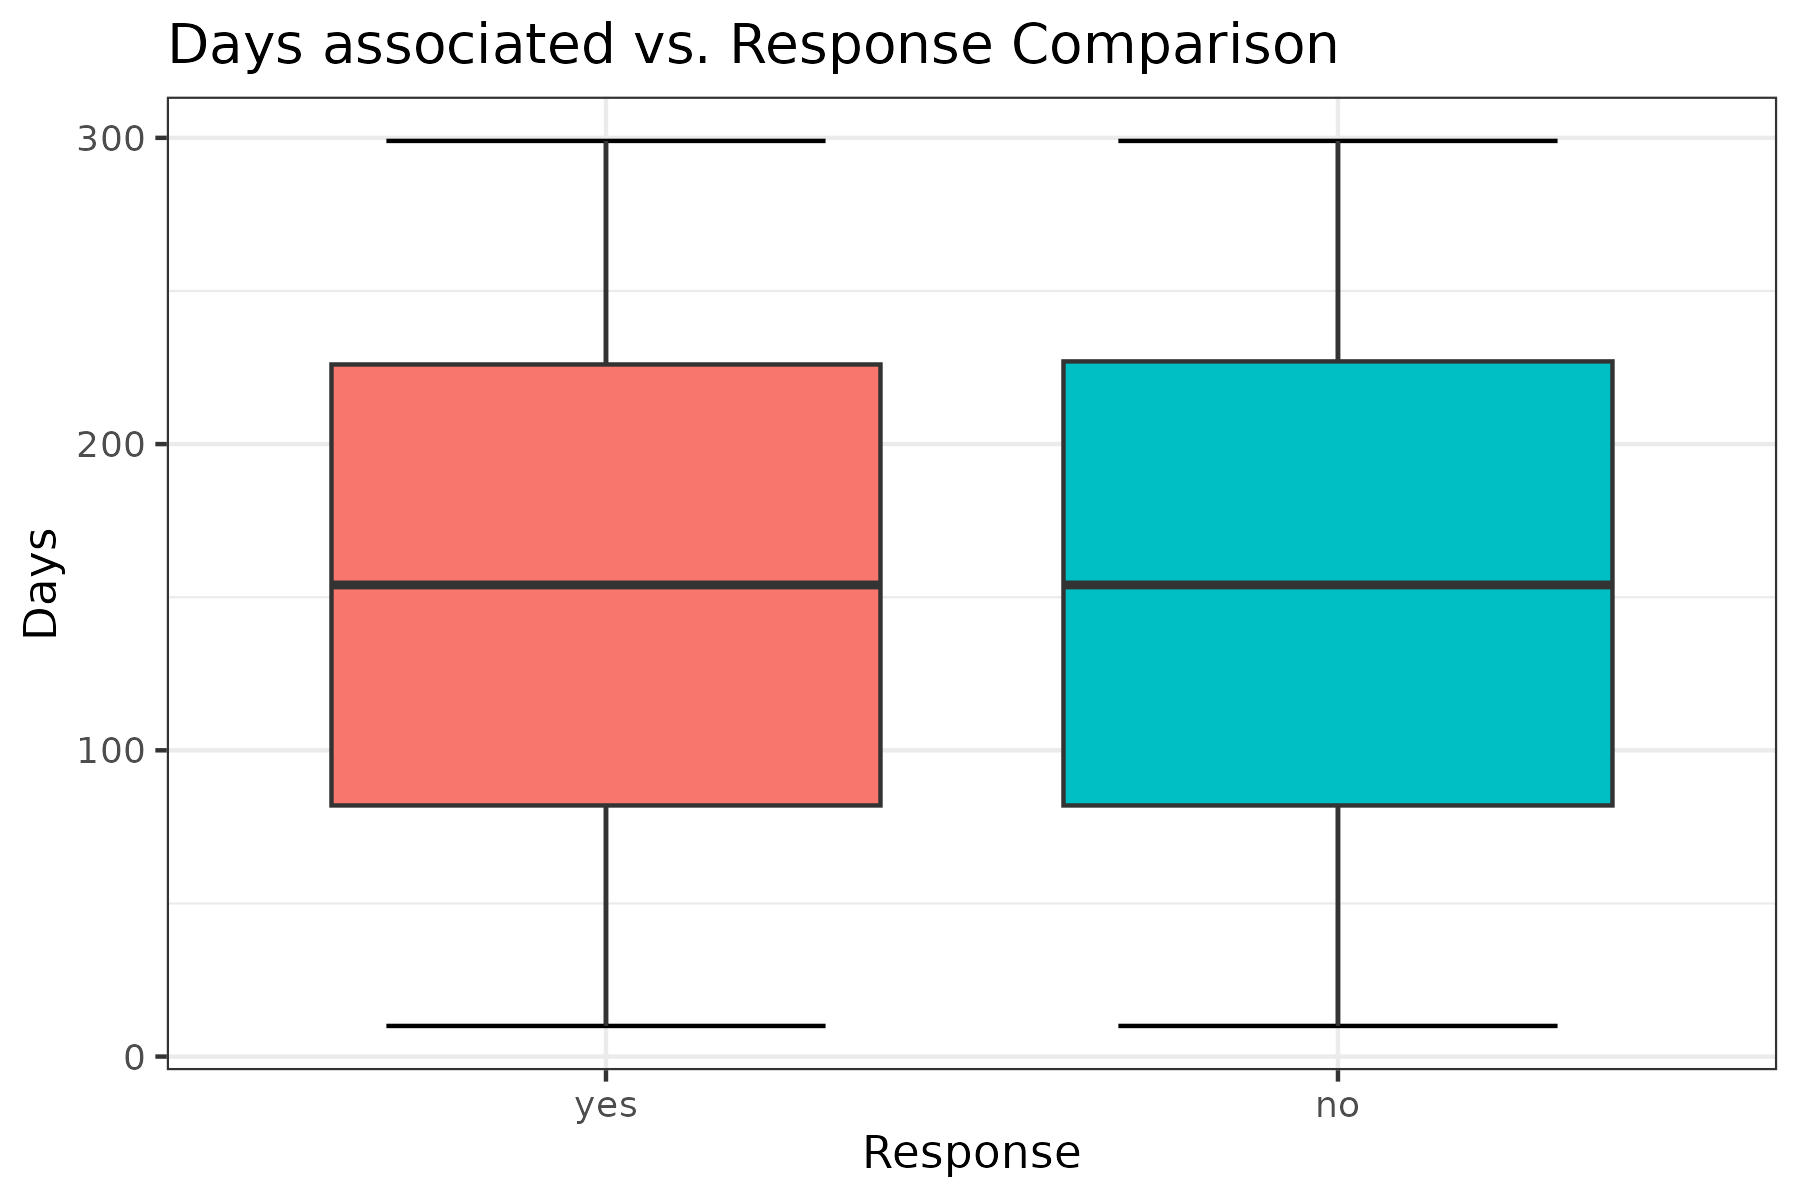 Days associated vs. Response Comparison
300
200
100
0
Days
yes no
Response